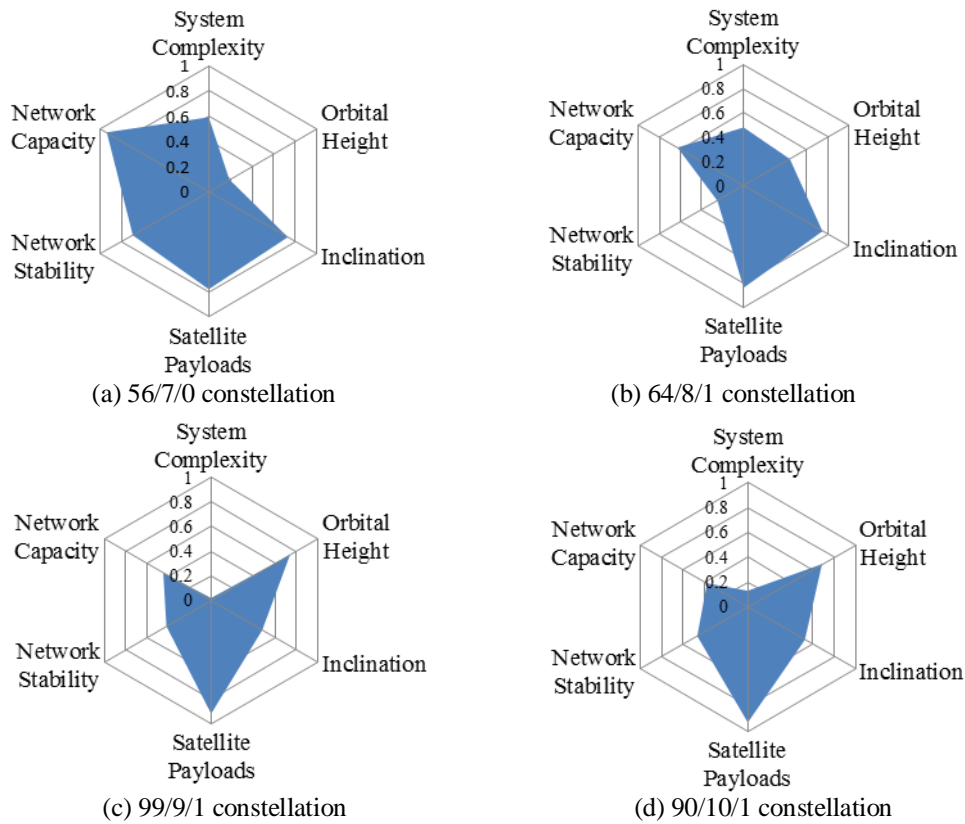 System
Complexity
1
0.8
0.6
0.4
0.2
0
Orbital
Height
Inclination
Satellite
Payloads
Network
Stability
Network
Capacity
(a) 56/7/0 constellation
System
Complexity
1
0.8
0.6
0.4
0.2
0
Orbital
Height
Inclination
Satellite
Payloads
Network
Stability
Network
Capacity
(b) 64/8/1 constellation
System
Complexity
1
0.8
0.6
0.4
0.2
0
Orbital
Height
Inclination
Satellite
Payloads
Network
Stability
Network
Capacity
(c) 99/9/1 constellation
System
Complexity
1
0.8
0.6
0.4
0.2
0
Orbital
Height
Inclination
Satellite
Payloads
Network
Stability
Network
Capacity
(d) 90/10/1 constellation